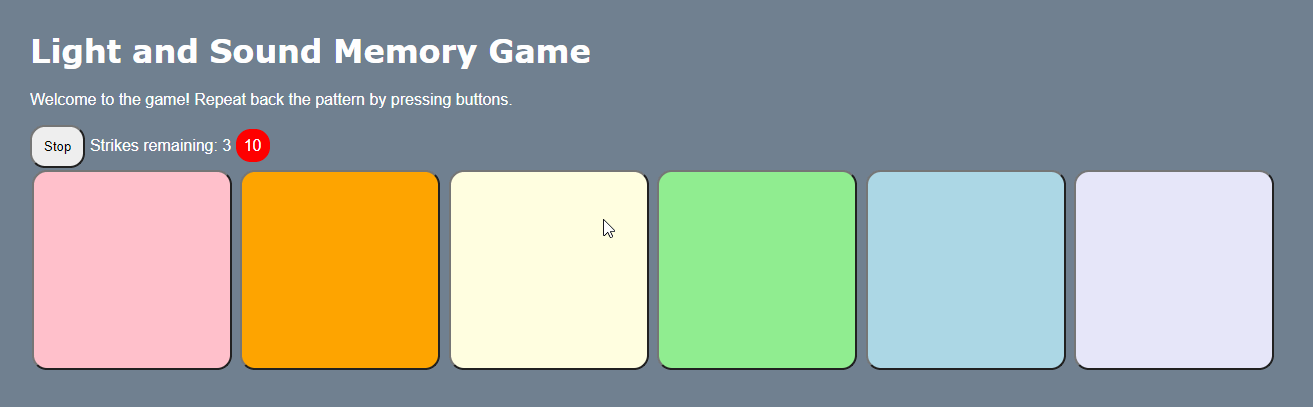 Light and Sound Memory Game
Welcome to the game! Repeat back the pattern by pressing buttons.
Stop Strikes remaining: 3 10